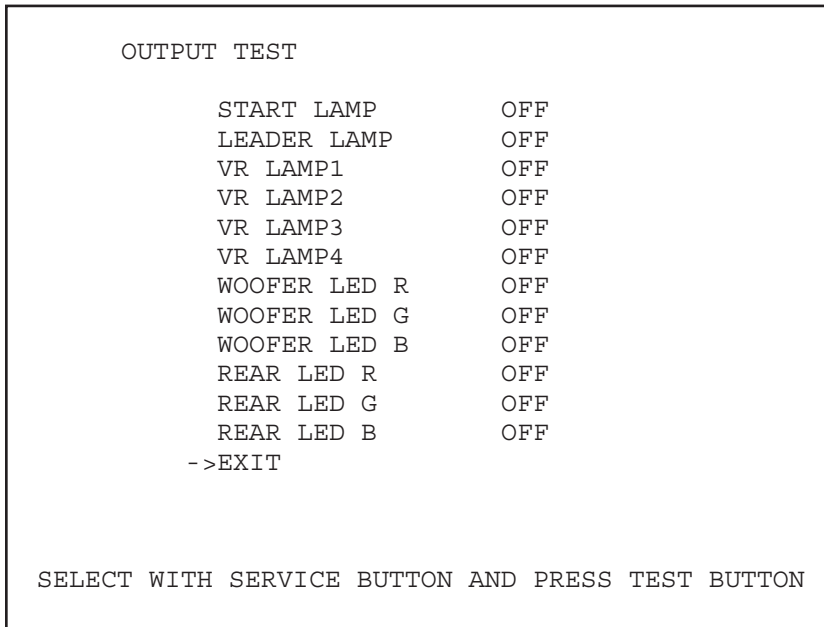 OUTPUT TEST
START LAMP OFF
LEADER LAMP OFF
VR LAMP1 OFF
VR LAMP2 OFF
VR LAMP3 OFF
VR LAMP4 OFF
WOOFER LED R OFF
WOOFER LED G OFF
WOOFER LED B OFF
REAR LED R OFF
REAR LED G OFF
REAR LED B OFF
->EXIT
SELECT WITH SERVICE BUTTON AND PRESS TEST BUTTON